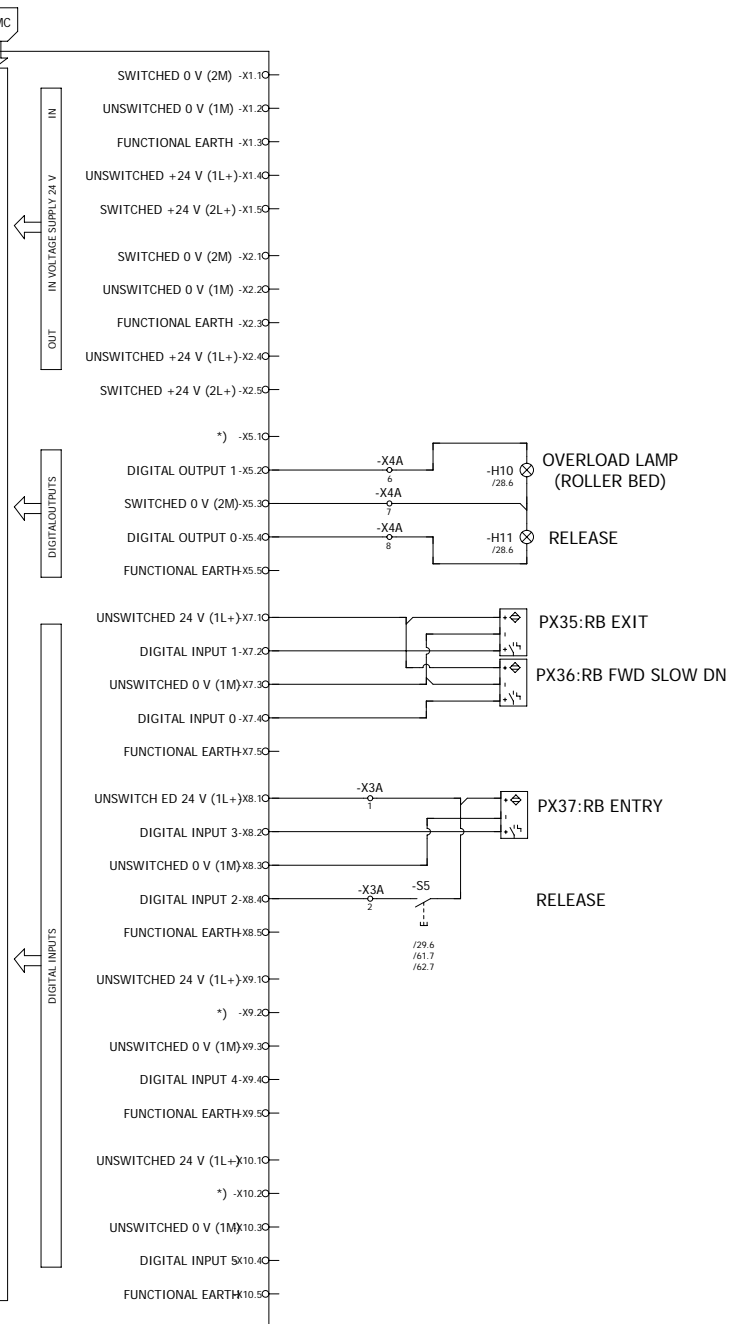 MC
SWITCHED 0 V (2M) -X1.1
UNSWITCHED 0 V (1M) -X1.2
FUNCTIONAL EARTH -X1.3
UNSWITCHED +24 V (1L+) -X1.4
SWITCHED +24 V (2L+) -X1.5
SWITCHED 0 V (2M) -X2.1
UNSWITCHED 0 V (1M) -X2.2
FUNCTIONAL EARTH -X2.3
UNSWITCHED +24 V (1L+) -X2.4
SWITCHED +24 V (2L+) -X2.5
IN
IN VOLTAGE SUPPLY 24 V
OUT
*) -X5.1
DIGITAL OUTPUT 1 -X5.2
SWITCHED 0 V (2M) -X5.3
DIGITAL OUTPUT 0 -X5.4
FUNCTIONAL EARTH -X5.5
DIGITALOUTPUTS
-X4A
6
-X4A
7
-X4A
8
-H10
/28.6
OVERLOAD LAMP
(ROLLER BED)
-H11
/28.6
RELEASE
UNSWITCHED 24 V (1L+) -X7.1
DIGITAL INPUT 1 -X7.2
UNSWITCHED 0 V (1M) -X7.3
DIGITAL INPUT 0 -X7.4
FUNCTIONAL EARTH -X7.5
+
-
+
PX35:RB EXIT
+
-
+
PX36:RB FWD SLOW DN
UNSWITCH ED 24 V (1L+) -X8.1
DIGITAL INPUT 3 -X8.2
UNSWITCHED 0 V (1M) -X8.3
DIGITAL INPUT 2 -X8.4
FUNCTIONAL EARTH -X8.5
-X3A
1
+
-
+
PX37:RB ENTRY
-X3A
2
-S5
/29.6
/61.7
/62.7
RELEASE
DIGITAL INPUTS
UNSWITCHED 24 V (1L+) -X9.1
*) -X9.2
UNSWITCHED 0 V (1M) -X9.3
DIGITAL INPUT 4 -X9.4
FUNCTIONAL EARTH -X9.5
UNSWITCHED 24 V (1L+) -X10.1
*) -X10.2
UNSWITCHED 0 V (1M) -X10.3
DIGITAL INPUT 5 -X10.4
FUNCTIONAL EARTH -X10.5